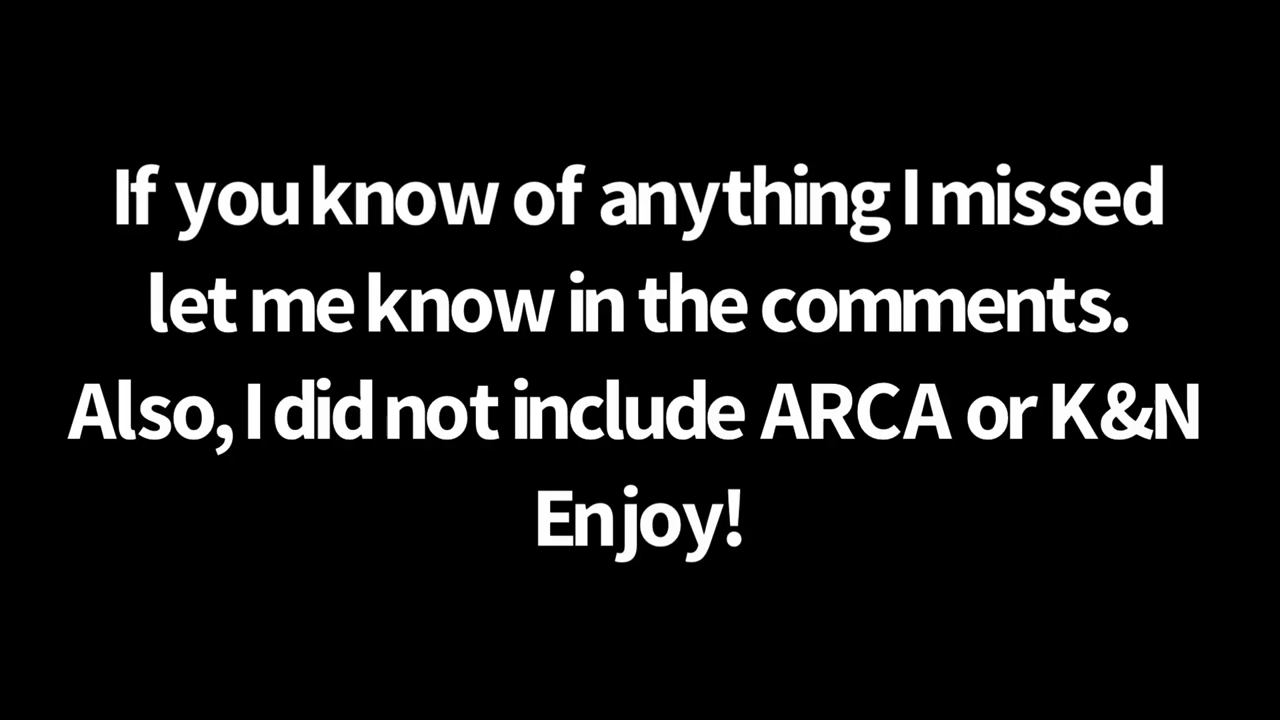 If you know of anything I missed
let me know in the comments.
Also, I did not include ARCA or K&N
Enjoy!